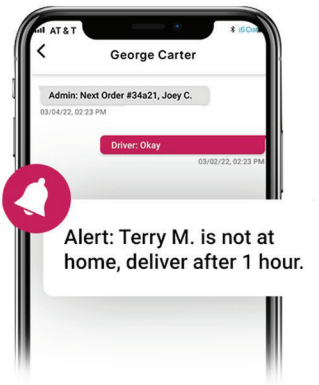 AT&T
George Carter
Admin: Next Order #34a21, Joey C.
03/04/22, 02:23 PM
Driver: Okay
03/02/22, 02:23 PM
Alert: Terry M. is not at
home, deliver after 1 hour.